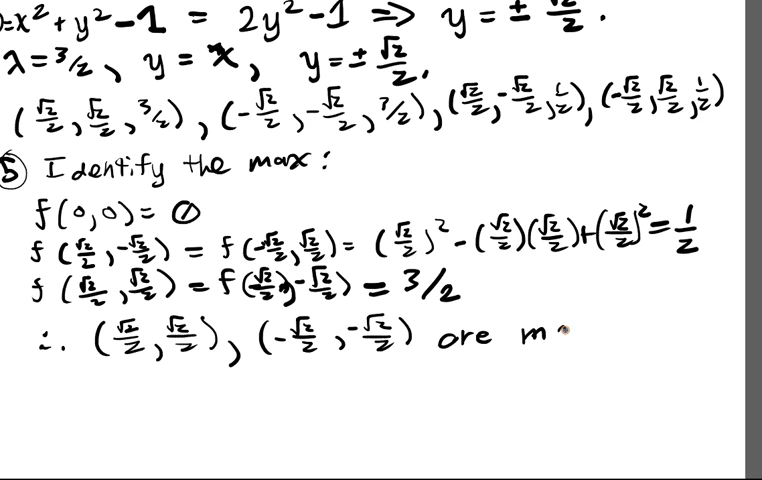 0=x²+y²-1 = 2y²-1 => y = ± √2/2.
λ=3/2, y = x, y=±√2/2.
(√2/2, √2/2, 3/2), (-√2/2, -√2/2, 3/2), (√2/2, -√2/2, 1/2), (-√2/2, √2/2, 1/2)
⑤ Identify the max:
f(0,0)=0
f(√2/2, -√2/2) = f(-√2/2, √2/2) = (√2/2)² - (√2/2)(√2/2)+(√2/2)² = 1/2
f(√2/2, √2/2) = f(-√2/2, -√2/2) = 3/2
∴ (√2/2, √2/2), (-√2/2, -√2/2) are m